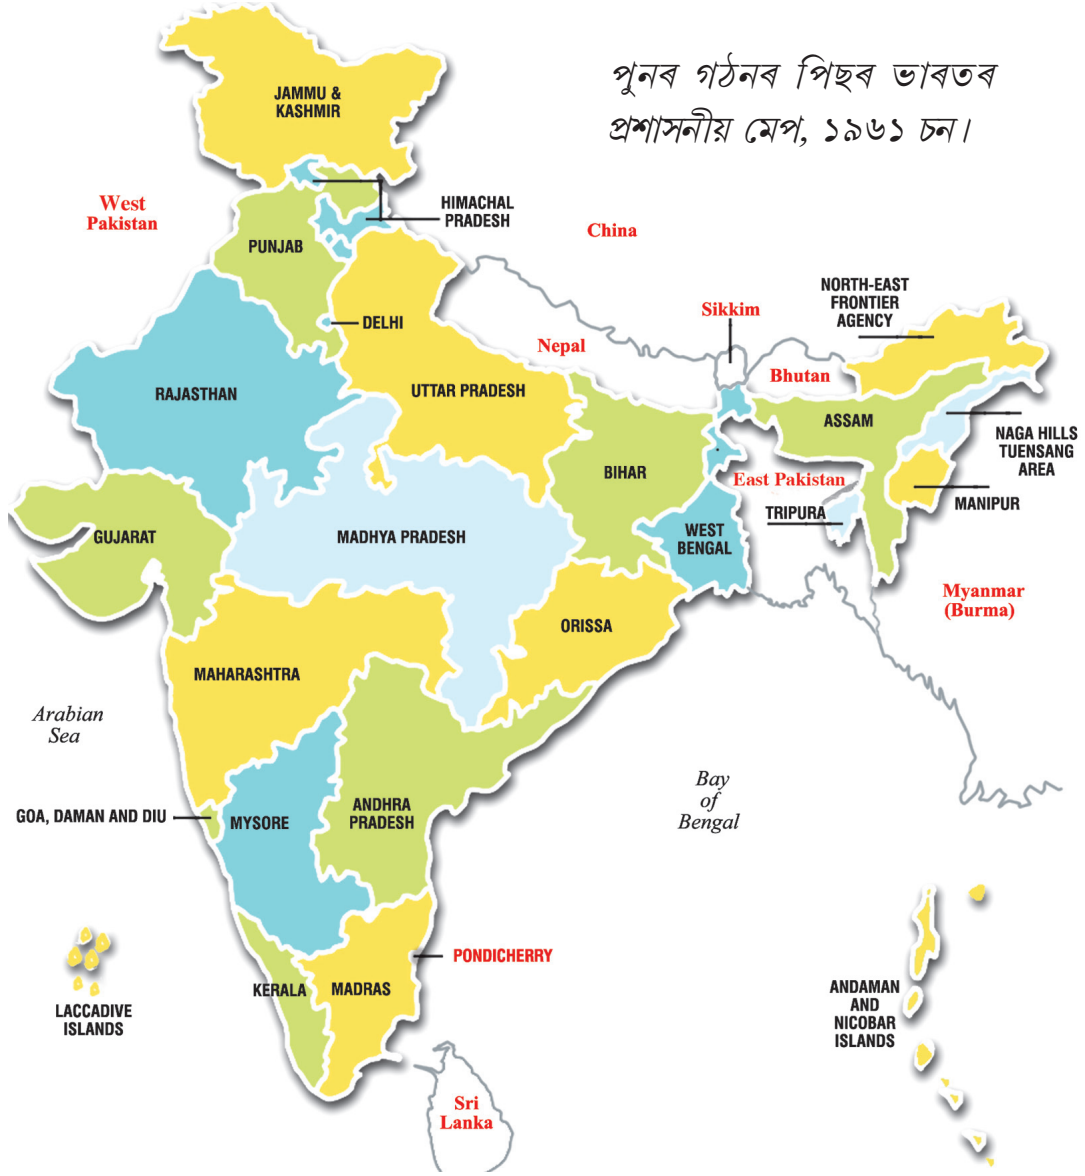 পুনৰ গঠনৰ পিছৰ ভাৰতৰ
প্ৰশাসনীয় মেপ, ১৯৬১ চন।
JAMMU &
KASHMIR
West
Pakistan
HIMACHAL
PRADESH
China
PUNJAB
DELHI
NORTH-EAST
FRONTIER
AGENCY
Sikkim
Nepal
Bhutan
RAJASTHAN
UTTAR PRADESH
ASSAM
NAGA HILLS
TUENSANG
AREA
BIHAR
East Pakistan
MANIPUR
TRIPURA
GUJARAT
MADHYA PRADESH
WEST
BENGAL
Myanmar
(Burma)
ORISSA
MAHARASHTRA
Arabian
Sea
Bay
of
Bengal
GOA, DAMAN AND DIU
MYSORE
ANDHRA
PRADESH
PONDICHERRY
KERALA
MADRAS
LACCADIVE
ISLANDS
ANDAMAN
AND
NICOBAR
ISLANDS
Sri
Lanka